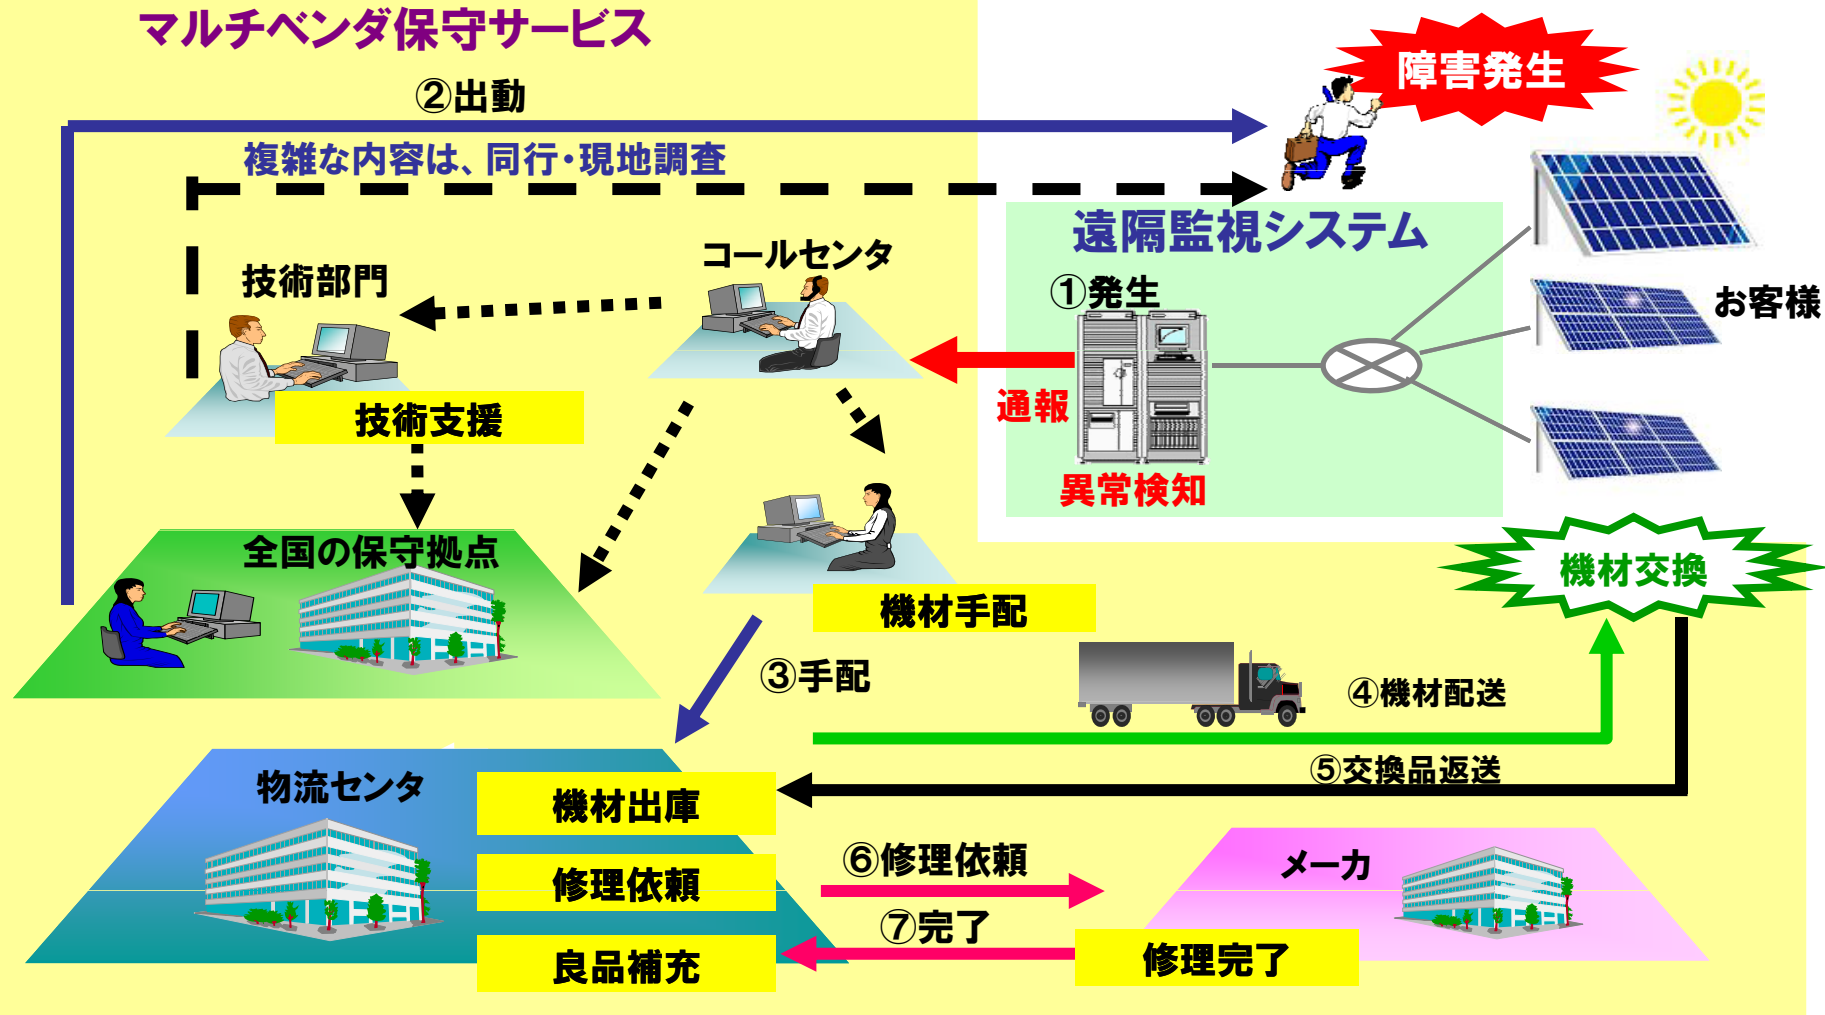 マルチベンダ保守サービス
障害発生
②出動
複雑な内容は、同行・現地調査
遠隔監視システム
コールセンタ
技術部門
①発生
お客様
通報
技術支援
異常検知
全国の保守拠点
機材交換
機材手配
③手配
④機材配送
⑤交換品返送
物流センタ
機材出庫
⑥修理依頼
メーカ
修理依頼
⑦完了
修理完了
良品補充